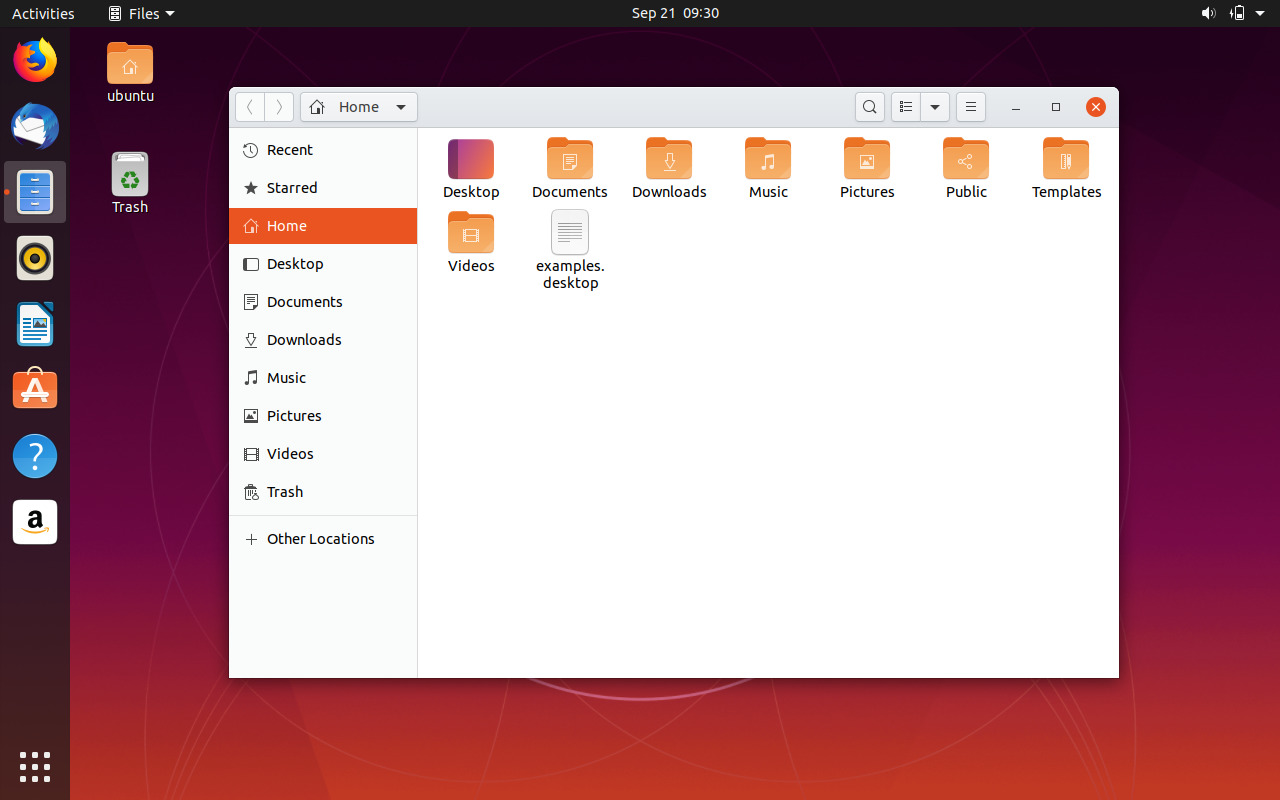 Activities
Files
Sep 21 09:30
ubuntu
Trash
Home
Recent
Starred
Home
Desktop
Documents
Downloads
Music
Pictures
Videos
Trash
Other Locations
Desktop
Documents
Downloads
Music
Pictures
Public
Templates
Videos
examples.
desktop
?
a